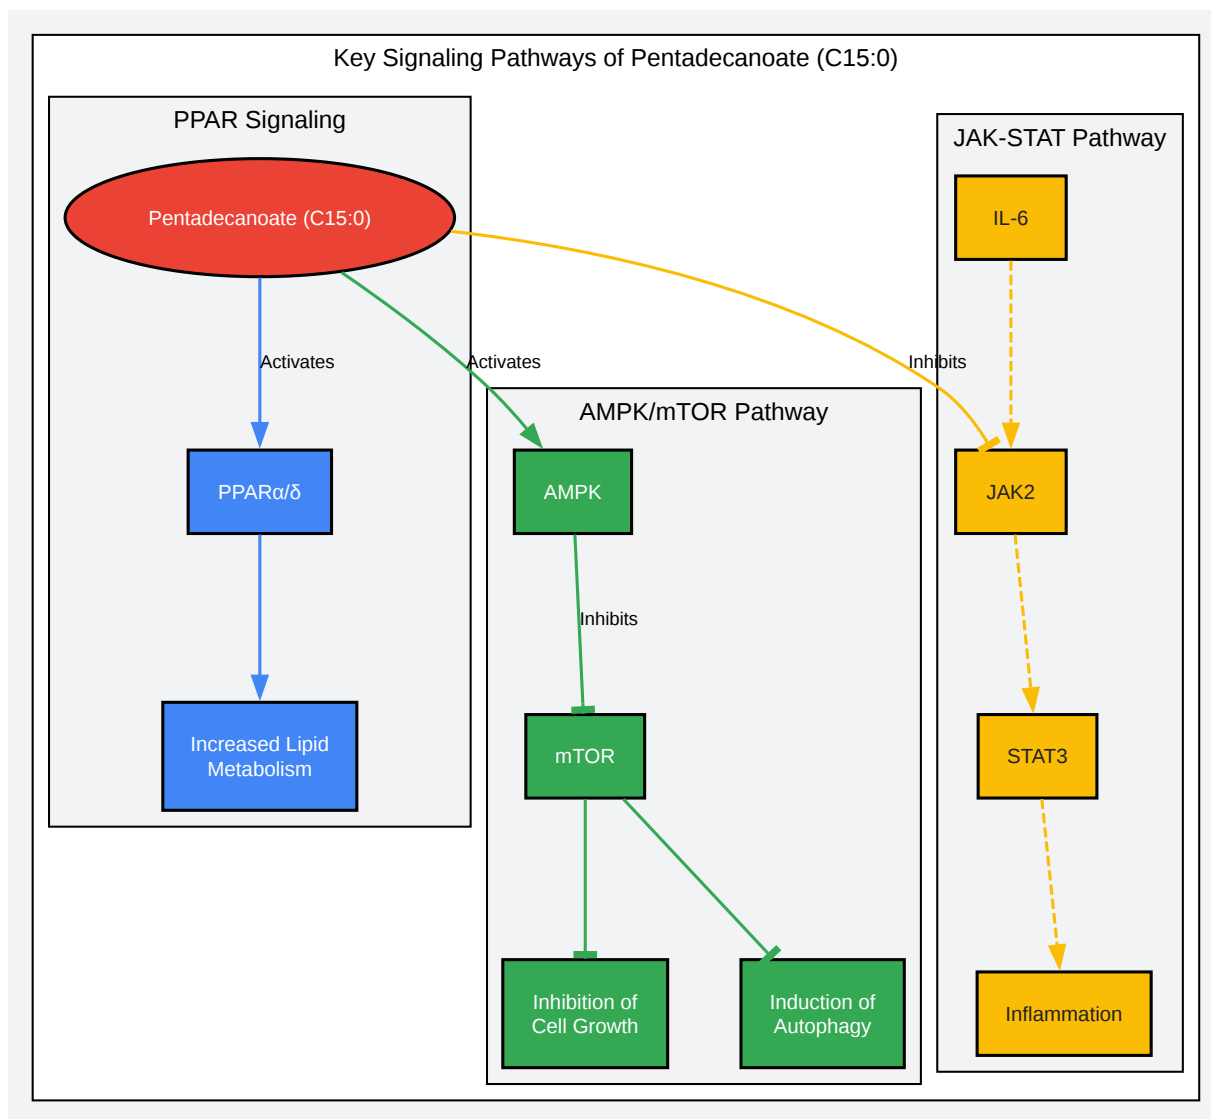 Key Signaling Pathways of Pentadecanoate (C15:0)
PPAR Signaling
JAK-STAT Pathway
Pentadecanoate (C15:0)
IL-6
Activates
Activates
Inhibits
AMPK/mTOR Pathway
PPARα/δ
AMPK
JAK2
Inhibits
Increased Lipid
Metabolism
mTOR
STAT3
Inhibition of
Cell Growth
Induction of
Autophagy
Inflammation